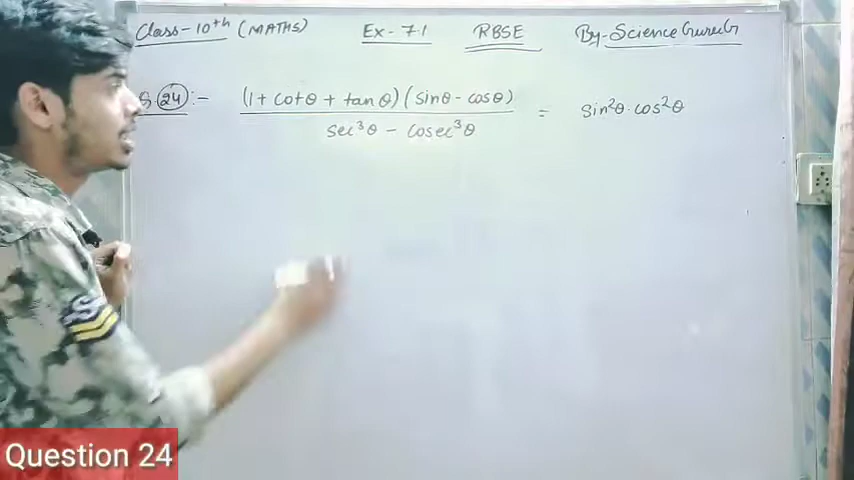 Class-10th (MATHS) Ex-7.1 RBSE By-Science Guru G
Q. 24 :- (1 + cotθ + tanθ) (sinθ - cosθ) / sec³θ - cosec³θ = sin²θ · cos²θ
Question 24